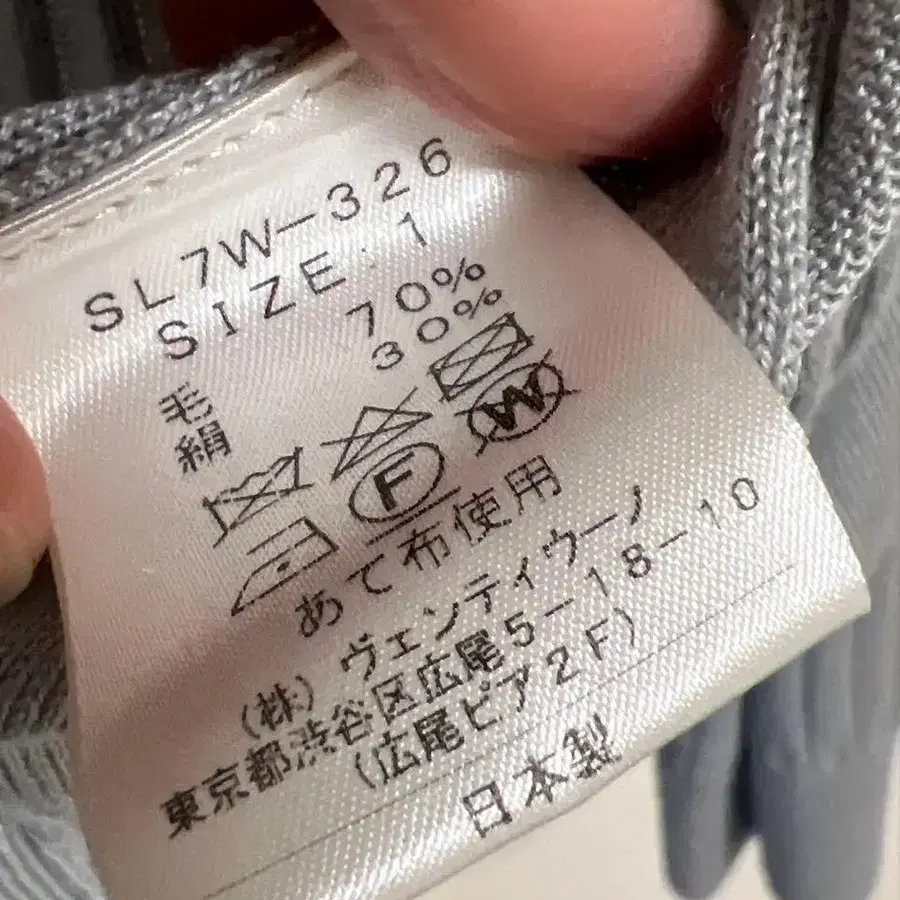 SL7W-326
SIZE:1
毛 70%
絹 30%
F W
あて布使用
(株)ヴェンティウーノ
東京都渋谷区広尾5-18-10
(広尾ピア2F)
日本製